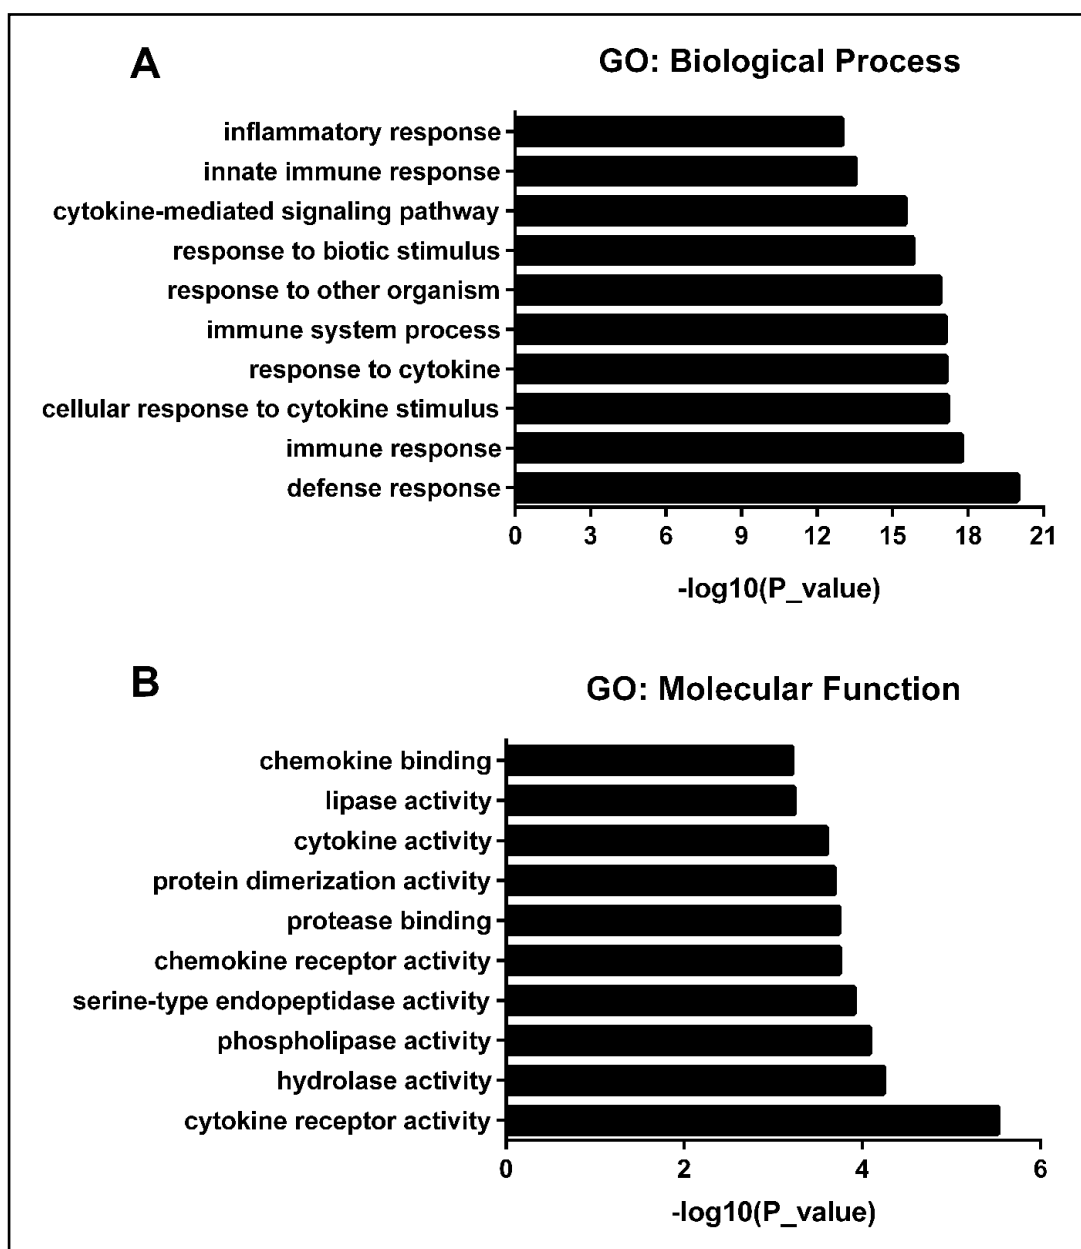 A
GO: Biological Process
inflammatory response
innate immune response
cytokine-mediated signaling pathway
response to biotic stimulus
response to other organism
immune system process
response to cytokine
cellular response to cytokine stimulus
immune response
defense response
0 3 6 9 12 15 18 21
-log10(P_value)
B
GO: Molecular Function
chemokine binding
lipase activity
cytokine activity
protein dimerization activity
protease binding
chemokine receptor activity
serine-type endopeptidase activity
phospholipase activity
hydrolase activity
cytokine receptor activity
0 2 4 6
-log10(P_value)